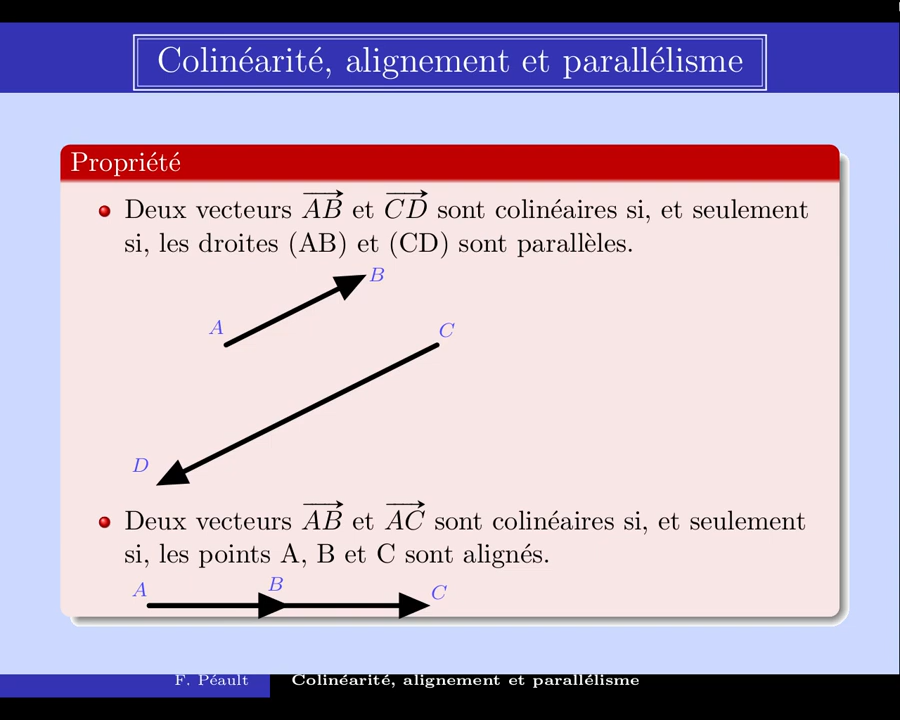 Colinéarité, alignement et parallélisme
Propriété
Deux vecteurs $\overrightarrow{AB}$ et $\overrightarrow{CD}$ sont colinéaires si, et seulement
si, les droites (AB) et (CD) sont parallèles.
B
A
C
D
Deux vecteurs $\overrightarrow{AB}$ et $\overrightarrow{AC}$ sont colinéaires si, et seulement
si, les points A, B et C sont alignés.
A
B
C
F. Péault
Colinéarité, alignement et parallélisme